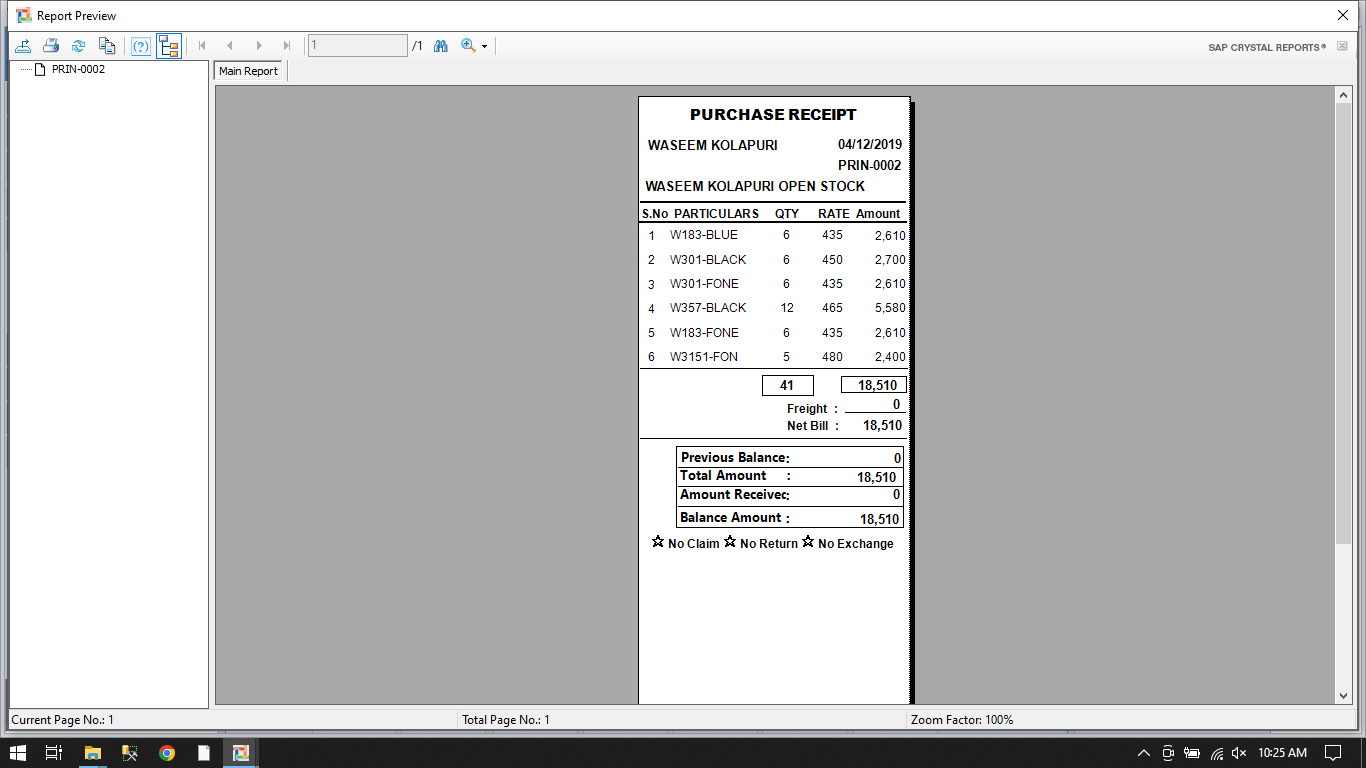 Report Preview
1 /1 SAP CRYSTAL REPORTS®
PRIN-0002
Main Report
PURCHASE RECEIPT
WASEEM KOLAPURI 04/12/2019
PRIN-0002
WASEEM KOLAPURI OPEN STOCK
S.No PARTICULARS QTY RATE Amount
1 W183-BLUE 6 435 2,610
2 W301-BLACK 6 450 2,700
3 W301-FONE 6 435 2,610
4 W357-BLACK 12 465 5,580
5 W183-FONE 6 435 2,610
6 W3151-FON 5 480 2,400
41 18,510
Freight : 0
Net Bill : 18,510
Previous Balance: 0
Total Amount : 18,510
Amount Receivec: 0
Balance Amount : 18,510
No Claim No Return No Exchange
Current Page No.: 1 Total Page No.: 1 Zoom Factor: 100%
10:25 AM